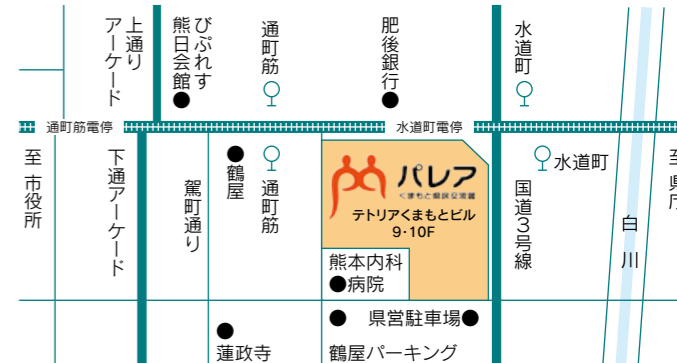 上通り
アーケード
びぷれす
熊日会館
通町筋
肥後銀行
水道町
通町筋電停
水道町電停
至 市役所
下通アーケード
駕町通り
鶴屋
通町筋
パレア
くまもと県民交流館
テトリアくまもとビル
9・10F
熊本内科
病院
水道町
国道3号線
白川
至 県庁
県営駐車場
蓮政寺
鶴屋パーキング